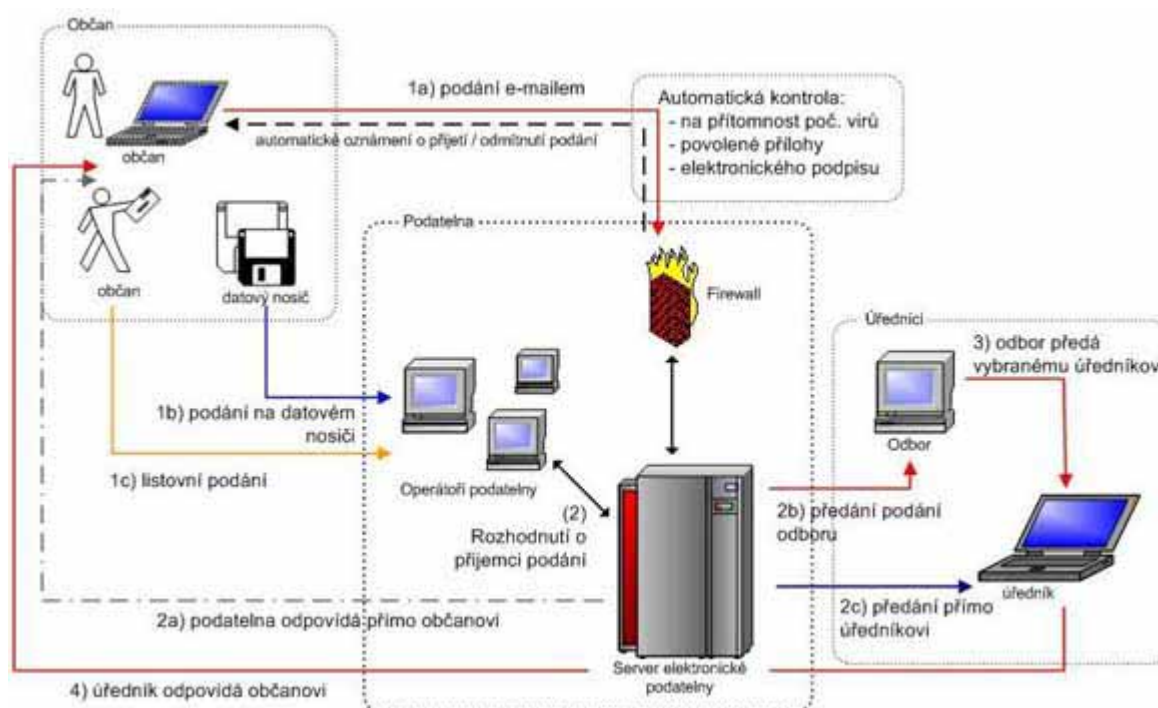 Občan
1a) podání e-mailem
automatické oznámení o přijetí / odmítnutí podání
Automatická kontrola:
- na přítomnost poč. virů
- povolené přílohy
- elektronického podpisu
občan
občan
datový nosič
Podatelna
Firewall
Úředníci
3) odbor předá
vybranému úředníkov
Odbor
1b) podání na datovém
nosiči
1c) listovní podání
Operátoři podatelny
(2)
Rozhodnutí o
příjemci podání
2b) předání podání
odboru
úředník
2c) předání přímo
úředníkovi
2a) podatelna odpovídá přímo občanovi
Server elektronické
podatelny
4) úředník odpovídá občanovi